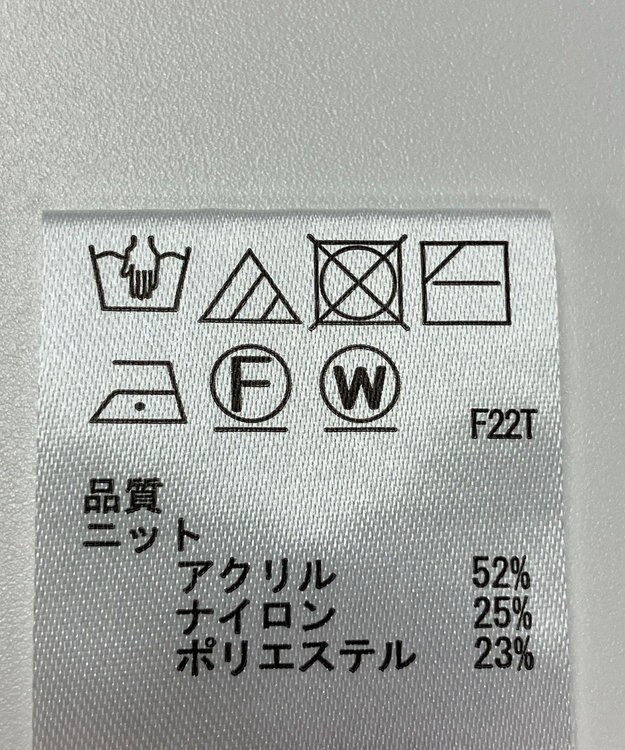 F W
F22T
品質
ニット
アクリル 52%
ナイロン 25%
ポリエステル 23%